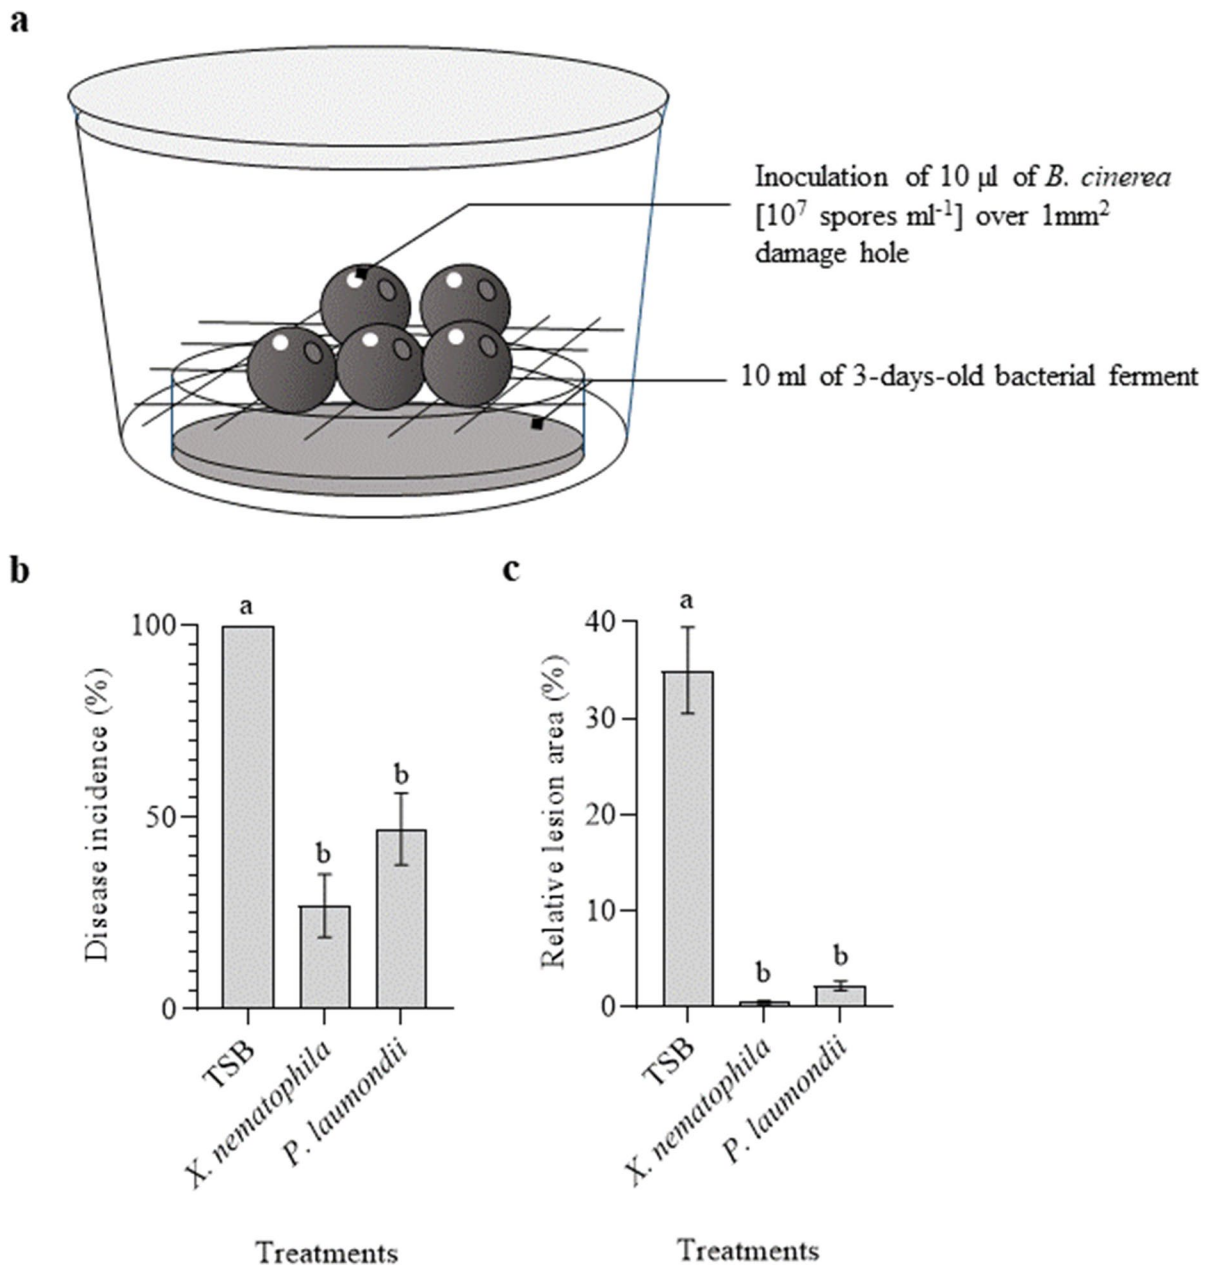 a
Inoculation of 10 µl of B. cinerea
[10⁷ spores ml⁻¹] over 1mm²
damage hole
10 ml of 3-days-old bacterial ferment
b
Disease incidence (%)
100
50
0
a
b
b
TSB
X. nematophila
P. laumondii
Treatments
c
Relative lesion area (%)
40
30
20
10
0
a
b
b
TSB
X. nematophila
P. laumondii
Treatments